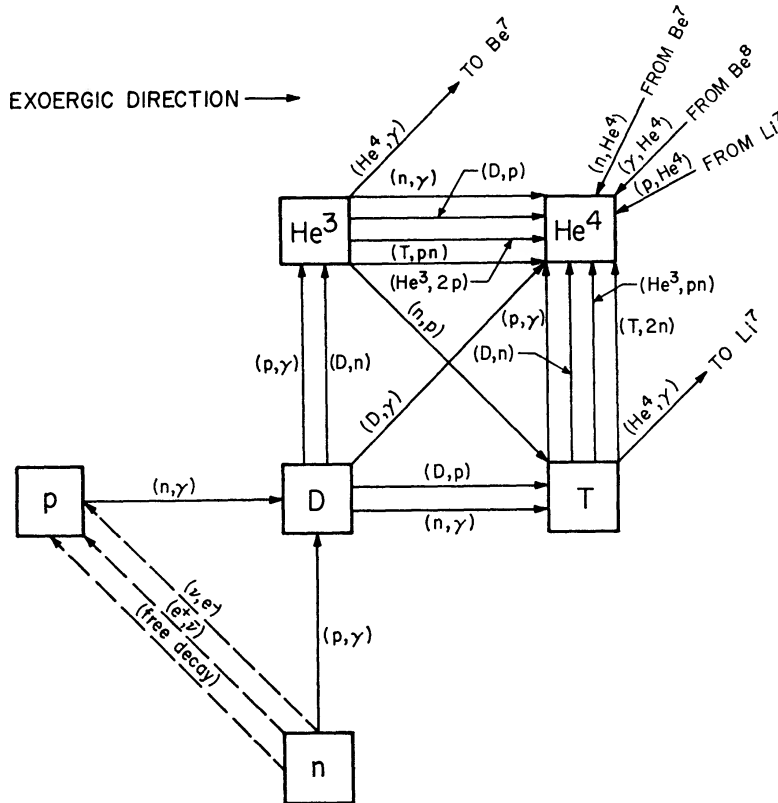 TO Be⁷
FROM Be⁷
FROM Be⁸
FROM Li⁷
EXOERGIC DIRECTION
(He⁴, γ)
(n, He⁴)
(γ, He⁴)
(p, He⁴)
(n, γ)
(D, p)
He³
He⁴
(T, pn)
(He³, 2p)
(He³, pn)
(n, p)
(p, γ)
(T, 2n)
(p, γ)
(D, n)
(D, n)
(D, γ)
TO Li⁷
(He⁴, γ)
p
(n, γ)
D
(D, p)
(n, γ)
T
(ν, e⁻)
(e⁺, ν̄)
(free decay)
(p, γ)
n